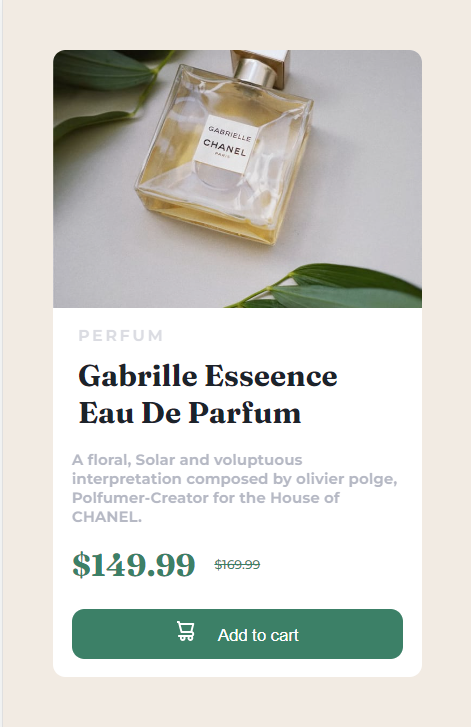 GABRIELLE
CHANEL
PARIS
PERFUM
Gabrille Esseence
Eau De Parfum
A floral, Solar and voluptuous
interpretation composed by olivier polge,
Polfumer-Creator for the House of
CHANEL.
$149.99 $169.99
Add to cart